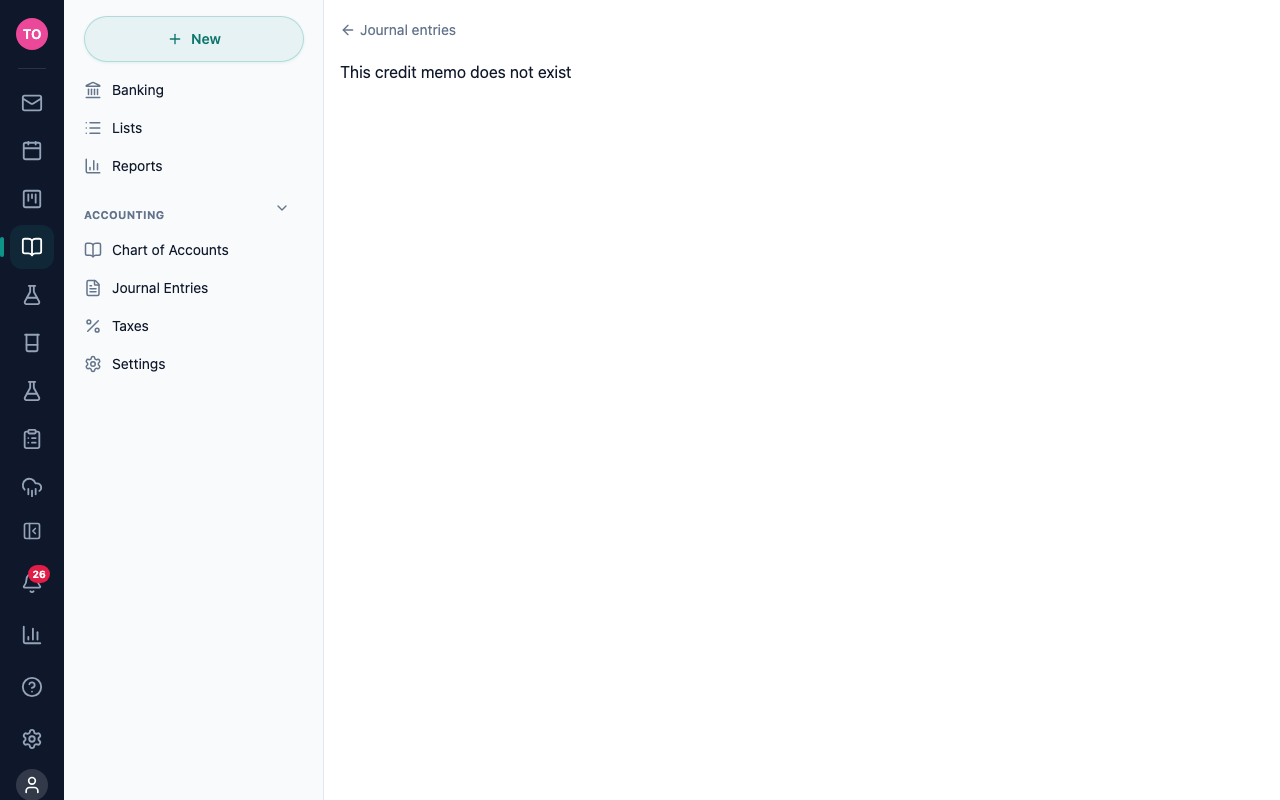 TO
New
Banking
Lists
Reports
ACCOUNTING
Chart of Accounts
Journal Entries
Taxes
Settings
26
Journal entries
This credit memo does not exist